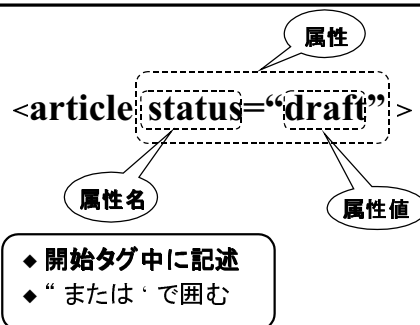 属性
<article status=“draft” >
属性名
属性値
◆ 開始タグ中に記述
◆ “ または ‘ で囲む